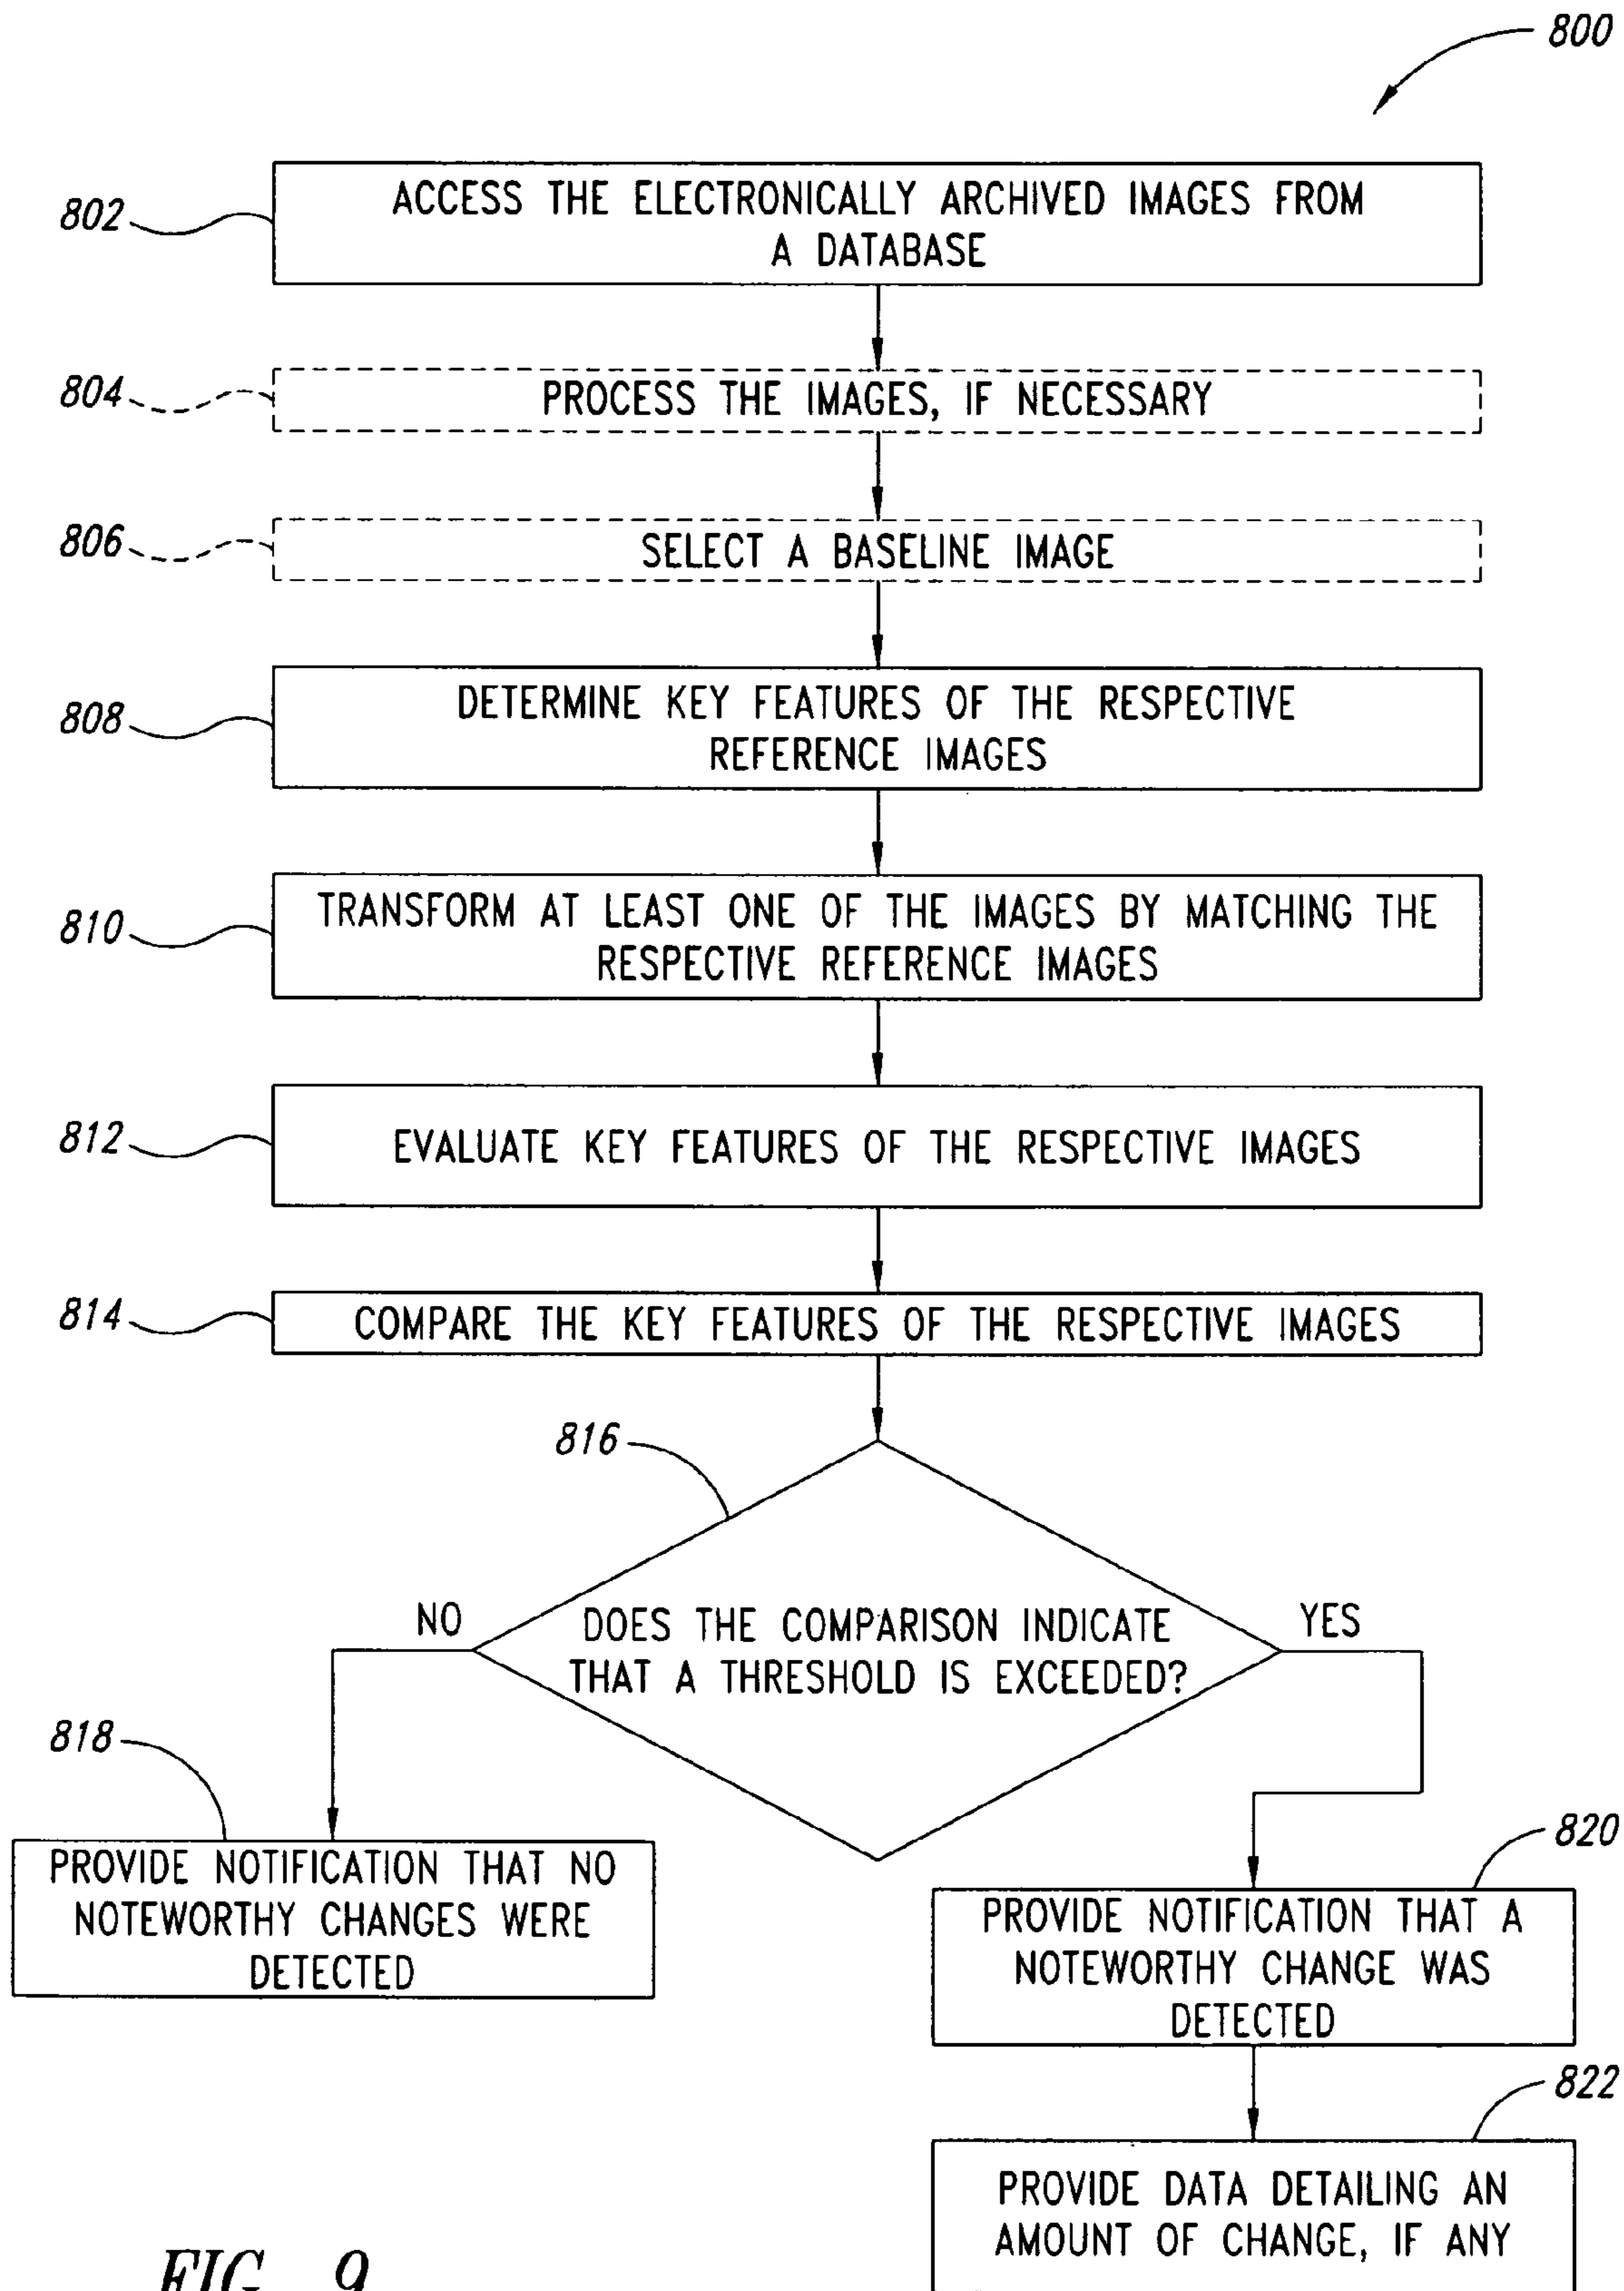 800
802
ACCESS THE ELECTRONICALLY ARCHIVED IMAGES FROM
A DATABASE
804
PROCESS THE IMAGES, IF NECESSARY
806
SELECT A BASELINE IMAGE
808
DETERMINE KEY FEATURES OF THE RESPECTIVE
REFERENCE IMAGES
810
TRANSFORM AT LEAST ONE OF THE IMAGES BY MATCHING THE
RESPECTIVE REFERENCE IMAGES
812
EVALUATE KEY FEATURES OF THE RESPECTIVE IMAGES
814
COMPARE THE KEY FEATURES OF THE RESPECTIVE IMAGES
816
NO
DOES THE COMPARISON INDICATE
THAT A THRESHOLD IS EXCEEDED?
YES
818
PROVIDE NOTIFICATION THAT NO
NOTEWORTHY CHANGES WERE
DETECTED
820
PROVIDE NOTIFICATION THAT A
NOTEWORTHY CHANGE WAS
DETECTED
822
PROVIDE DATA DETAILING AN
AMOUNT OF CHANGE, IF ANY
FIG. 9